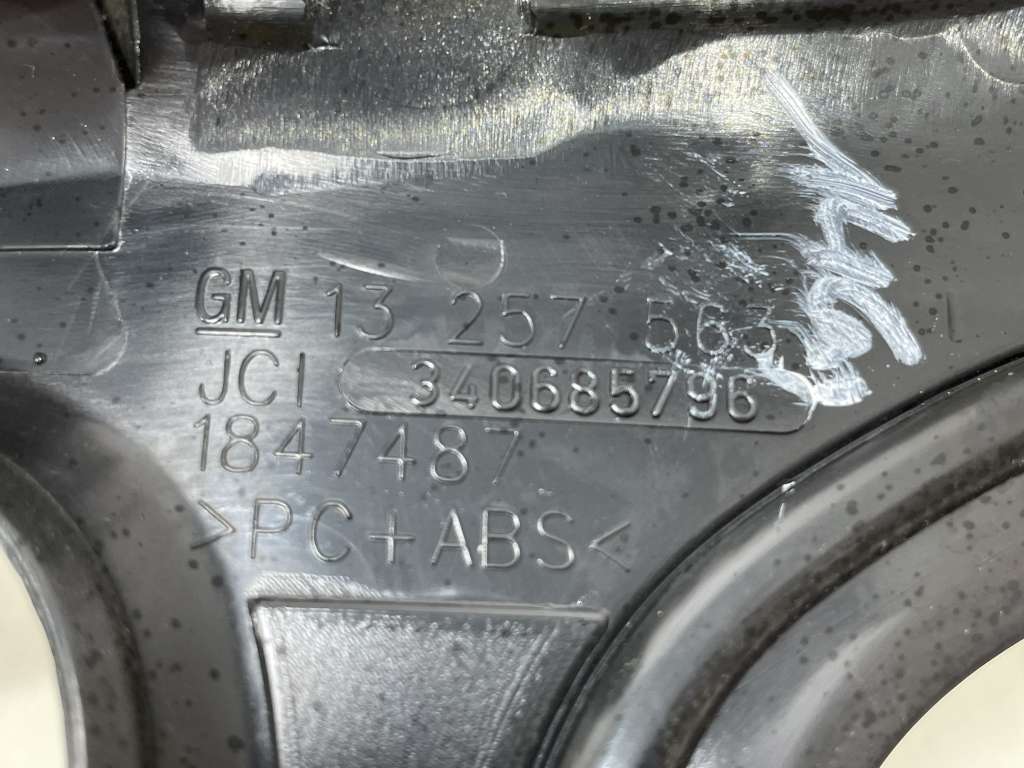 GM 13 257 563
JCI 340685796
1847487
>PC+ABS<